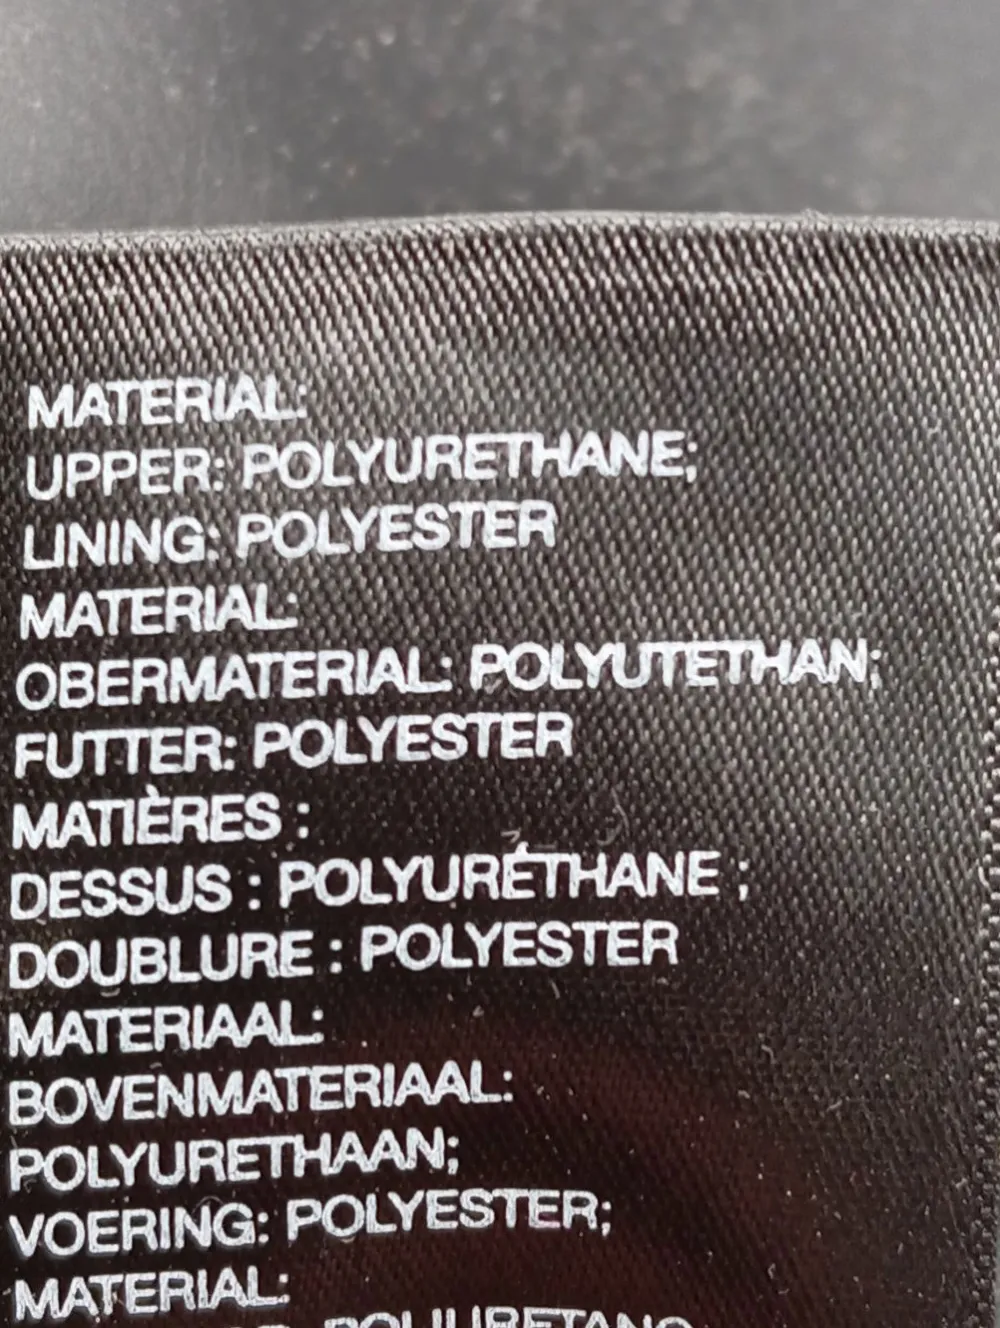 MATERIAL:
UPPER: POLYURETHANE;
LINING: POLYESTER
MATERIAL:
OBERMATERIAL: POLYUTETHAN;
FUTTER: POLYESTER
MATIÈRES :
DESSUS : POLYURÉTHANE ;
DOUBLURE : POLYESTER
MATERIAAL:
BOVENMATERIAAL:
POLYURETHAAN;
VOERING: POLYESTER;
MATERIAL:
POLIURETANO